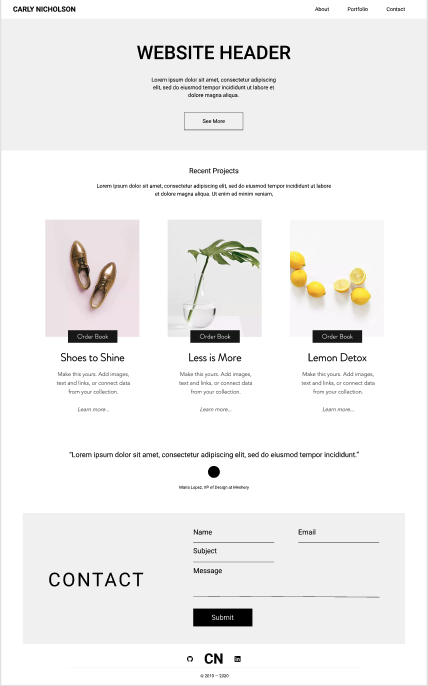 CARLY NICHOLSON
About Portfolio Contact
WEBSITE HEADER
Lorem ipsum dolor sit amet, consectetur adipiscing
elit, sed do eiusmod tempor incididunt ut labore et
dolore magna aliqua.
See More
Recent Projects
Lorem ipsum dolor sit amet, consectetur adipiscing elit, sed do eiusmod tempor incididunt ut labore
et dolore magna aliqua. Ut enim ad minim veniam,
Order Book Order Book Order Book
Shoes to Shine Less is More Lemon Detox
Make this yours. Add images, Make this yours. Add images, Make this yours. Add images,
text and links, or connect data text and links, or connect data text and links, or connect data
from your collection. from your collection. from your collection.
Learn more... Learn more... Learn more...
"Lorem ipsum dolor sit amet, consectetur adipiscing elit, sed do eiusmod tempor incididunt."
Maria Lopez, VP of Design at Meshery
CONTACT
Name Email
Subject
Message
Submit
CN
© 2019 – 2020